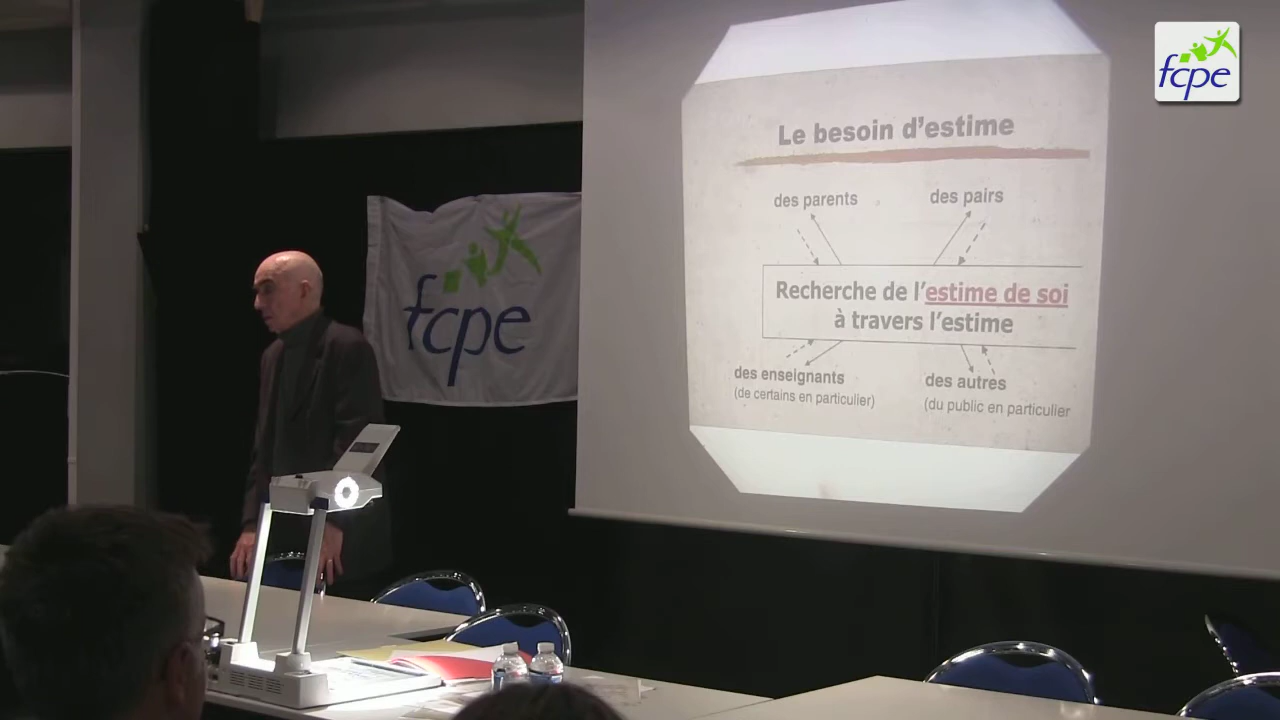 fcpe
Le besoin d'estime
des parents
des pairs
Recherche de l'estime de soi
à travers l'estime
des enseignants
(de certains en particulier)
des autres
(du public en particulier
fcpe